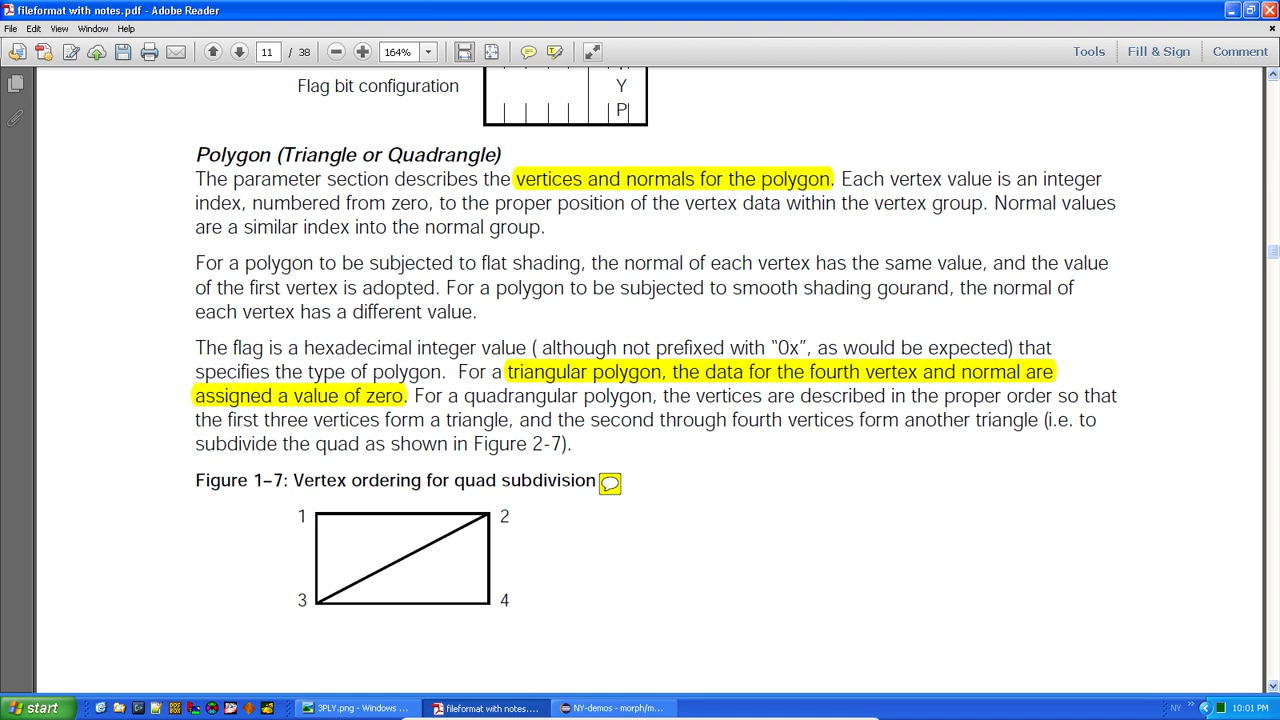 fileformat with notes.pdf - Adobe Reader
File Edit View Window Help
11 / 38 164% Tools Fill & Sign Comment
Y
Flag bit configuration
P
Polygon (Triangle or Quadrangle)
The parameter section describes the vertices and normals for the polygon. Each vertex value is an integer
index, numbered from zero, to the proper position of the vertex data within the vertex group. Normal values
are a similar index into the normal group.
For a polygon to be subjected to flat shading, the normal of each vertex has the same value, and the value
of the first vertex is adopted. For a polygon to be subjected to smooth shading gourand, the normal of
each vertex has a different value.
The flag is a hexadecimal integer value ( although not prefixed with “0x”, as would be expected) that
specifies the type of polygon. For a triangular polygon, the data for the fourth vertex and normal are
assigned a value of zero. For a quadrangular polygon, the vertices are described in the proper order so that
the first three vertices form a triangle, and the second through fourth vertices form another triangle (i.e. to
subdivide the quad as shown in Figure 2-7).
Figure 1–7: Vertex ordering for quad subdivision
1 2
3 4
start 3PLY.png - Windows ... fileformat with notes.... NY-demos - morph/m... NY 10:01 PM